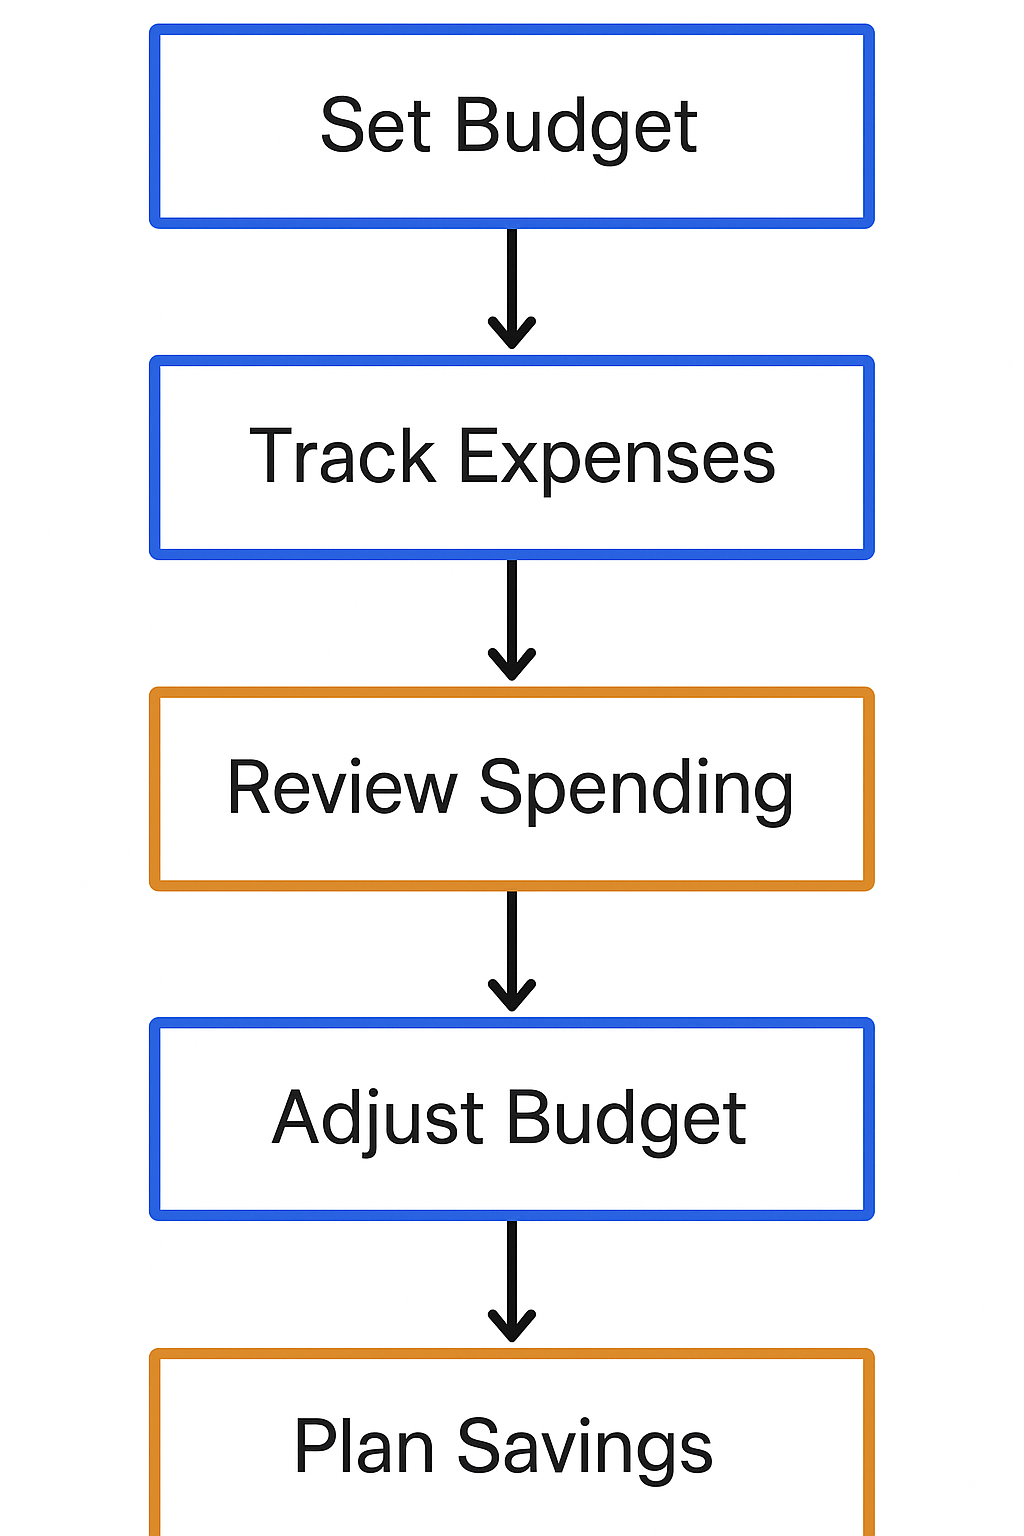 Set Budget
Track Expenses
Review Spending
Adjust Budget
Plan Savings